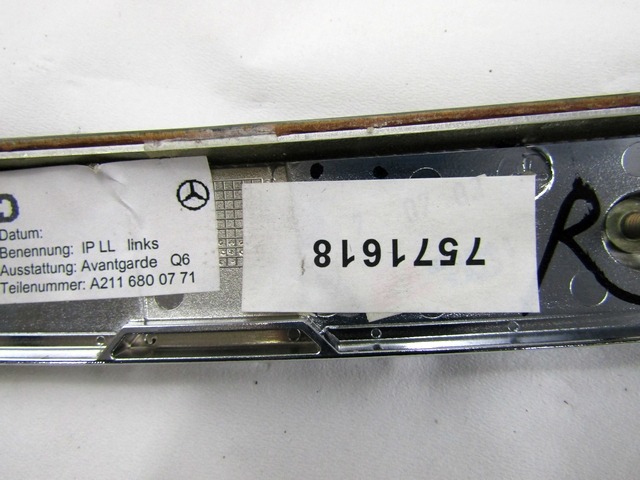 Datum:
Benennung: IP LL links
Ausstattung: Avantgarde Q6
Teilenummer: A211 680 07 71
7571618
R